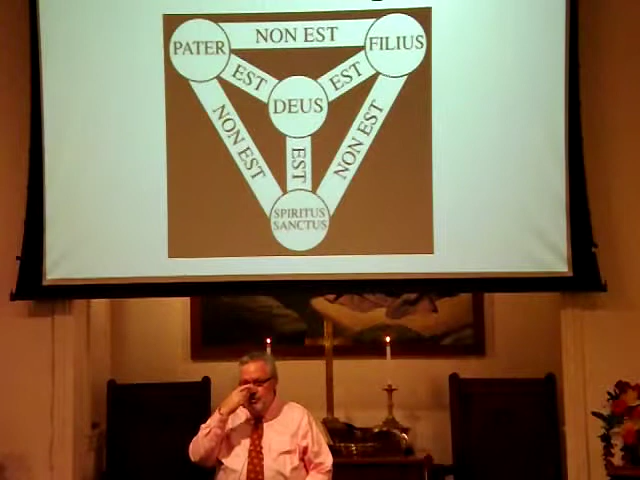 PATER
NON EST
FILIUS
EST
EST
DEUS
NON EST
EST
NON EST
SPIRITUS
SANCTUS